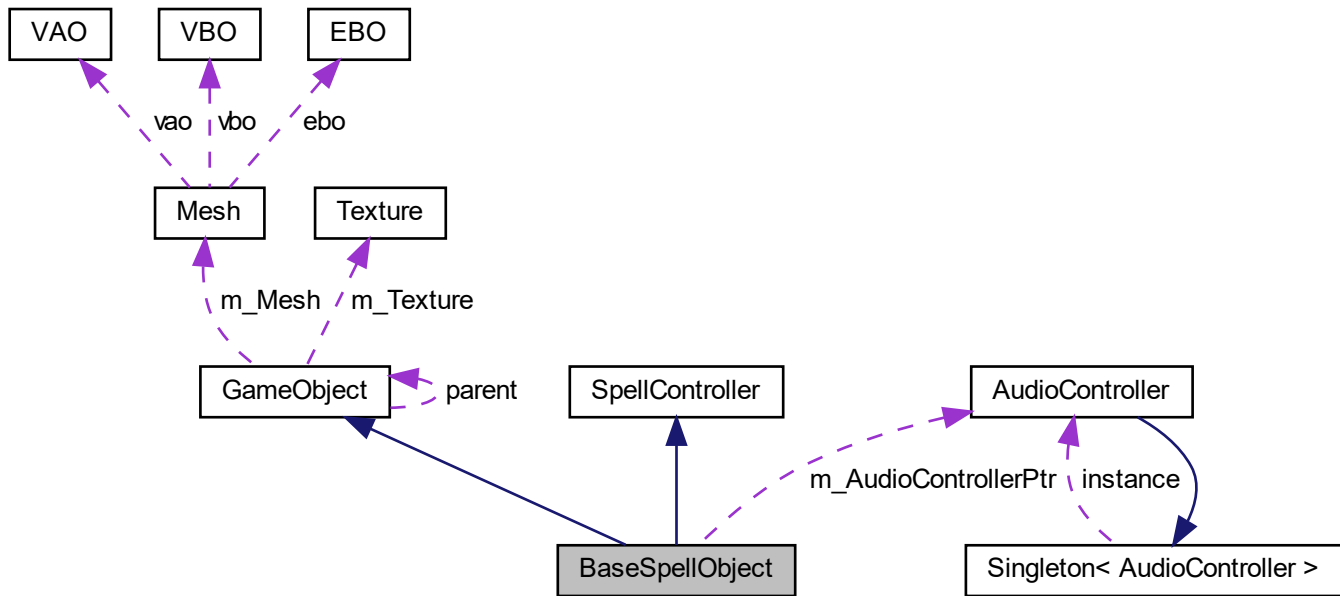 VAO
VBO
EBO
vao
vbo
ebo
Mesh
Texture
m_Mesh
m_Texture
GameObject
parent
SpellController
AudioController
m_AudioControllerPtr
instance
BaseSpellObject
Singleton< AudioController >